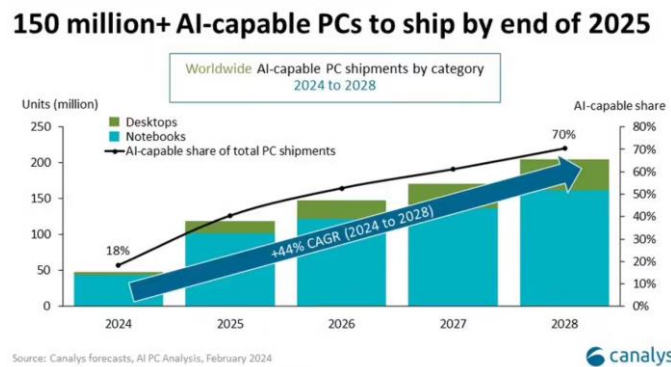 150 million+ AI-capable PCs to ship by end of 2025
Worldwide AI-capable PC shipments by category
2024 to 2028
Units (million)
AI-capable share
Desktops
Notebooks
AI-capable share of total PC shipments
250
200
150
100
50
0
80%
70%
60%
50%
40%
30%
20%
10%
0%
18%
70%
+44% CAGR (2024 to 2028)
2024
2025
2026
2027
2028
Source: Canalys forecasts, AI PC Analysis, February 2024
canalys